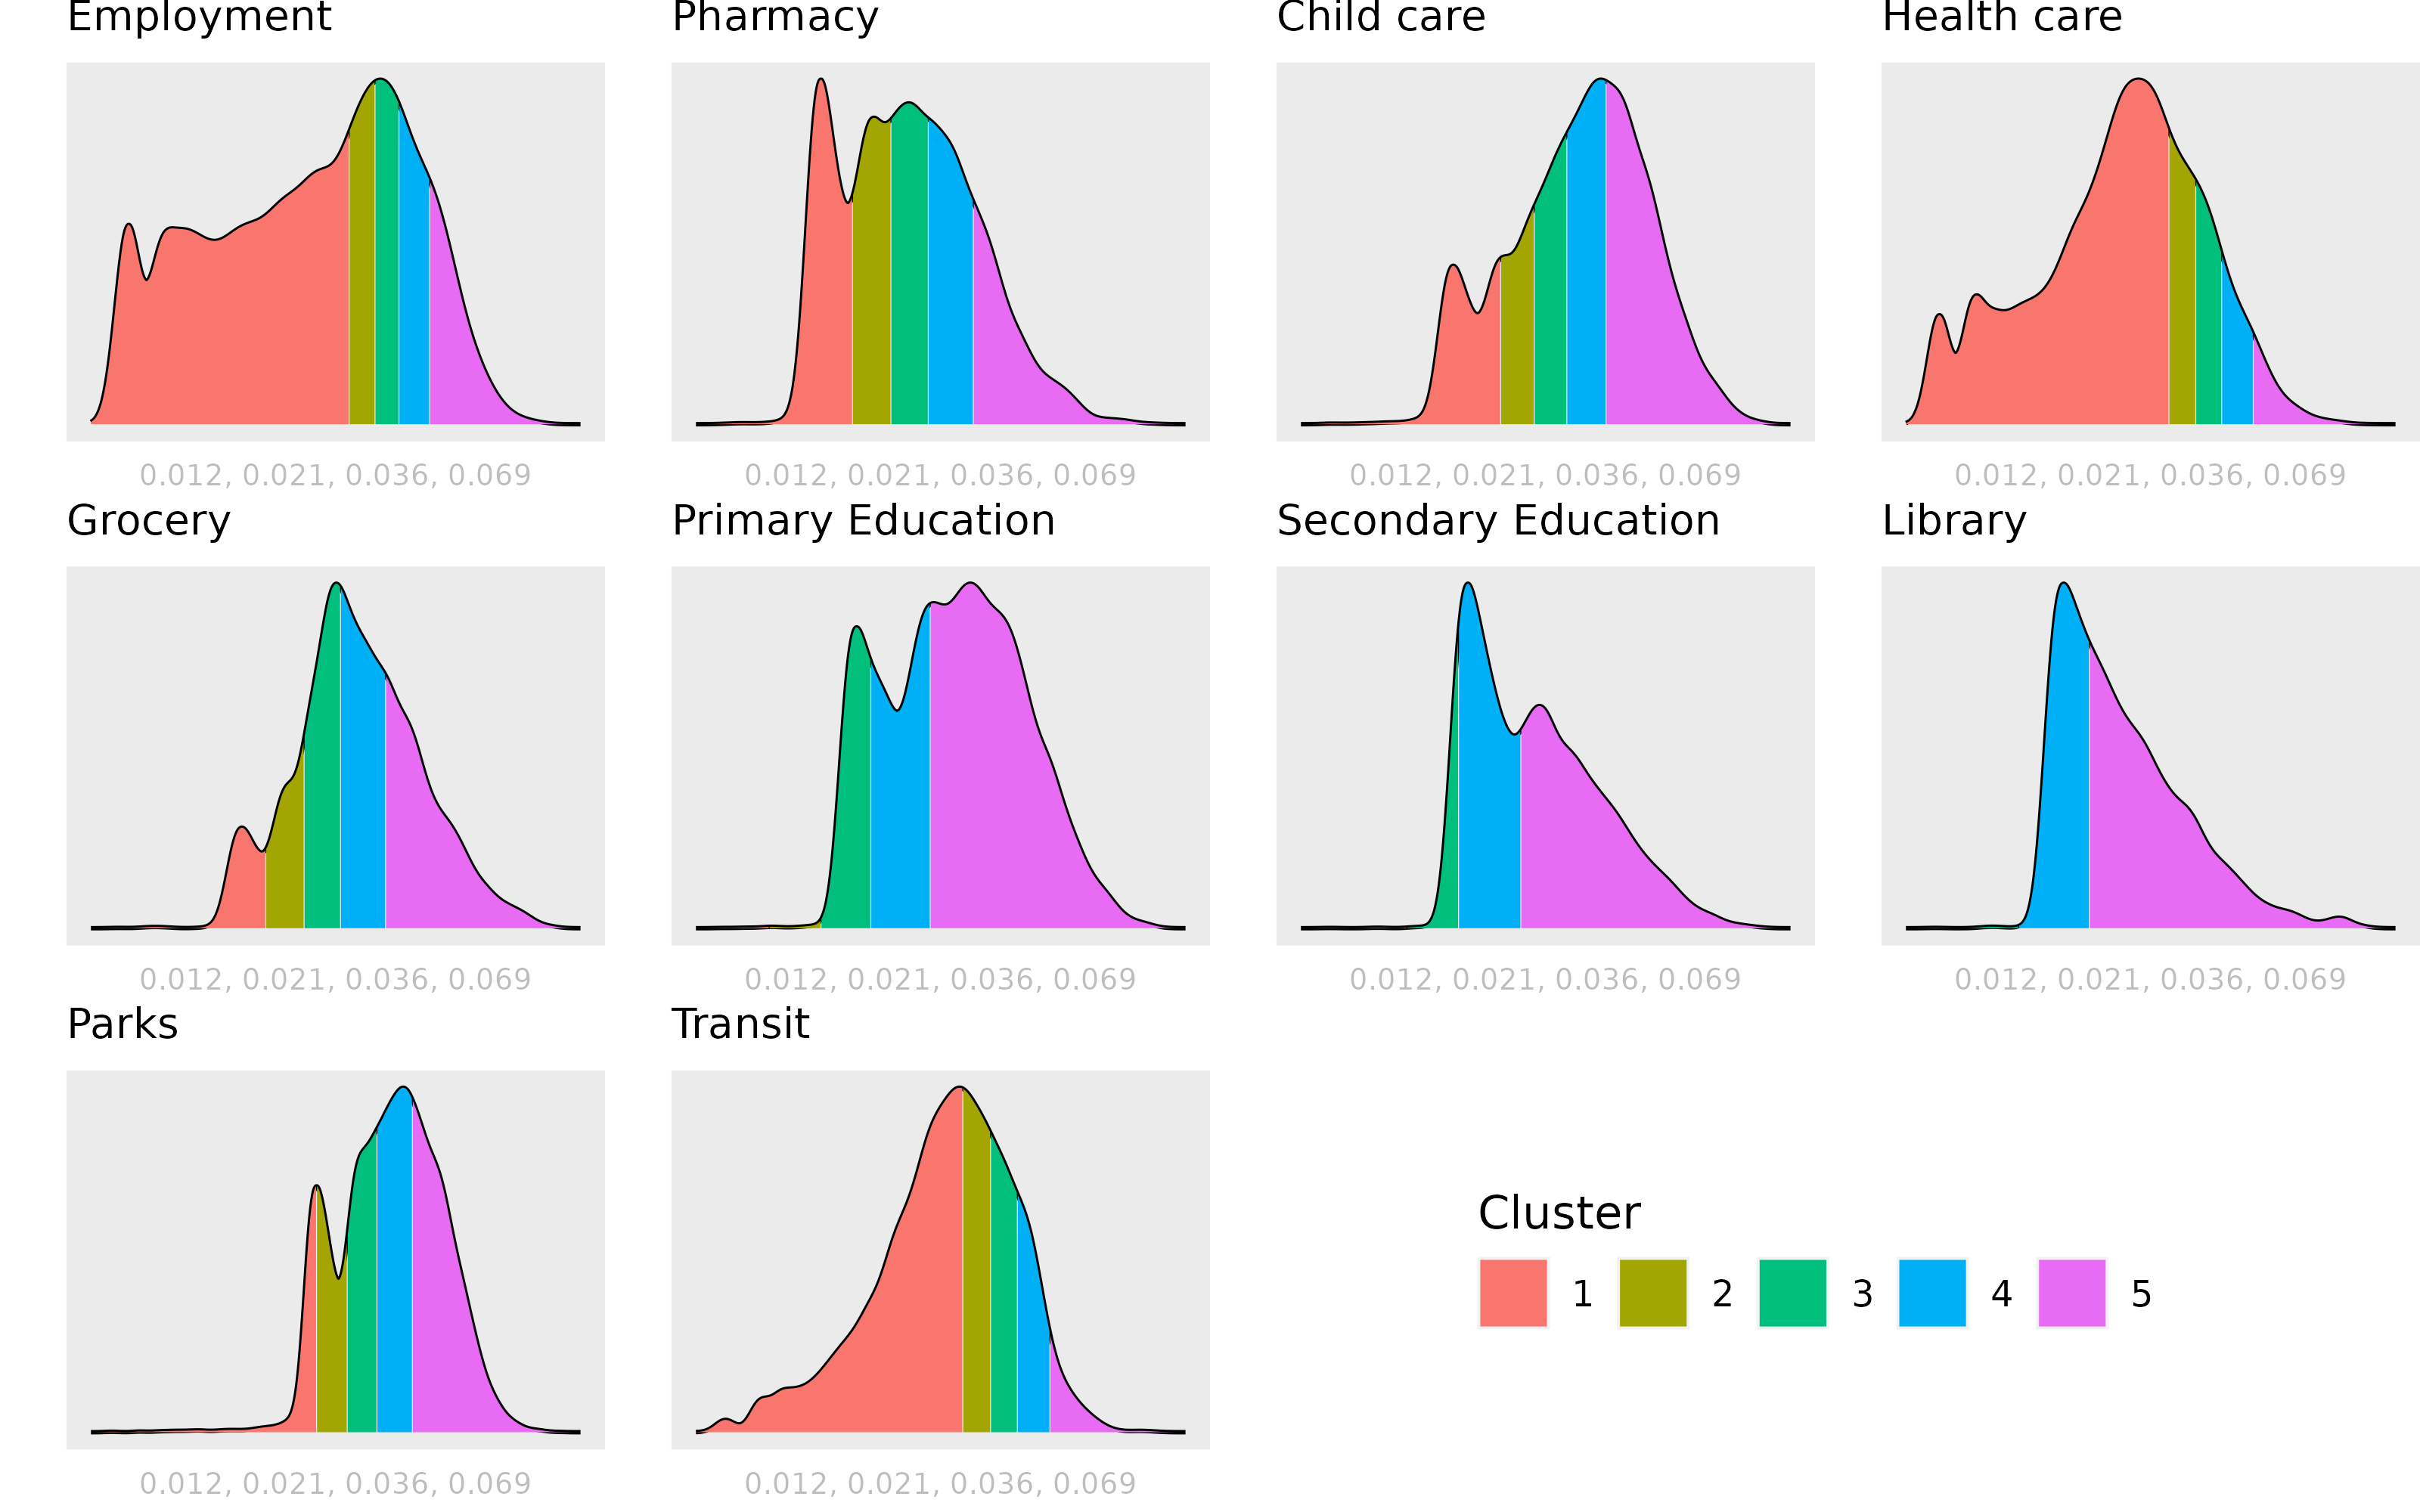 Employment
Pharmacy
Child care
Health care
0.012, 0.021, 0.036, 0.069
0.012, 0.021, 0.036, 0.069
0.012, 0.021, 0.036, 0.069
0.012, 0.021, 0.036, 0.069
Grocery
Primary Education
Secondary Education
Library
0.012, 0.021, 0.036, 0.069
0.012, 0.021, 0.036, 0.069
0.012, 0.021, 0.036, 0.069
0.012, 0.021, 0.036, 0.069
Parks
Transit
0.012, 0.021, 0.036, 0.069
0.012, 0.021, 0.036, 0.069
Cluster
1 2 3 4 5